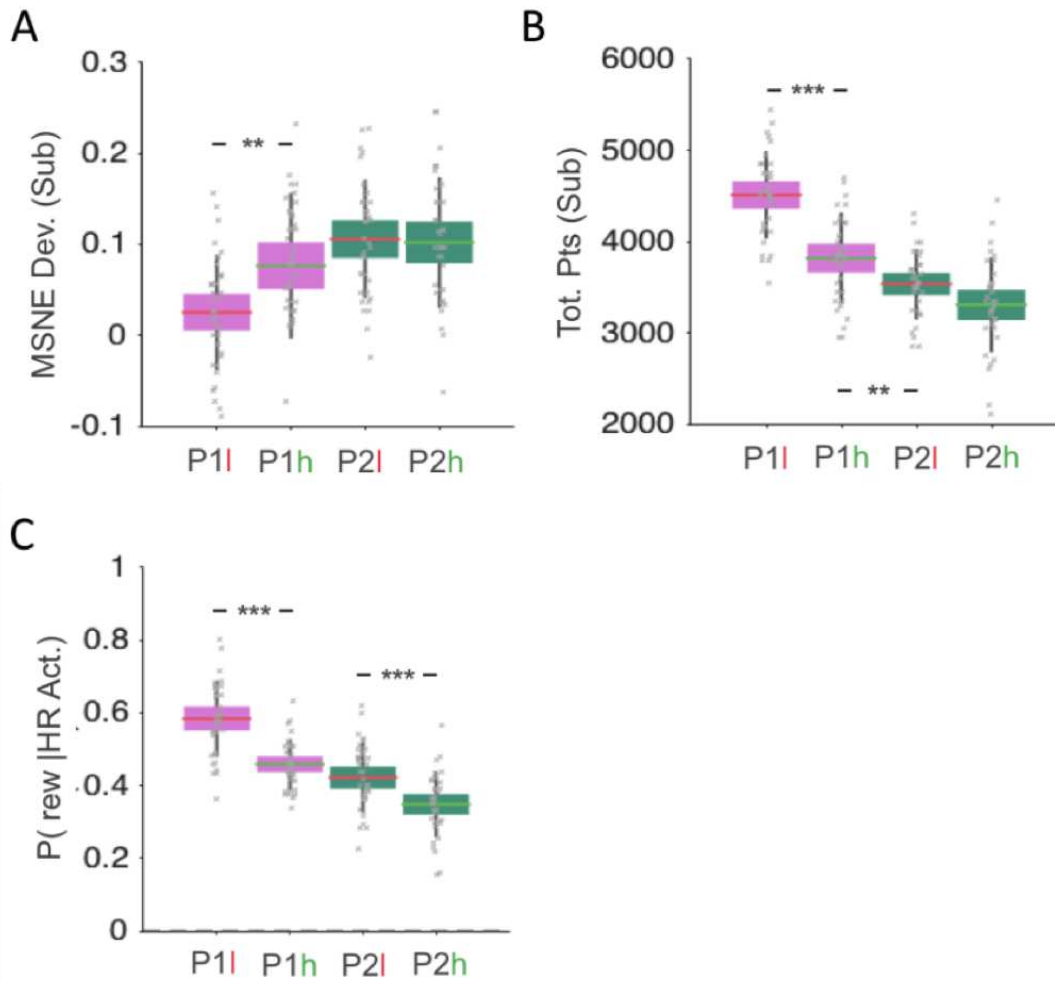 A
MSNE Dev. (Sub)
0.3
0.2
0.1
0
-0.1
**
P1l P1h P2l P2h
B
Tot. Pts (Sub)
6000
5000
4000
3000
2000
***
**
P1l P1h P2l P2h
C
P( rew |HR Act.)
1
0.8
0.6
0.4
0.2
0
***
***
P1l P1h P2l P2h